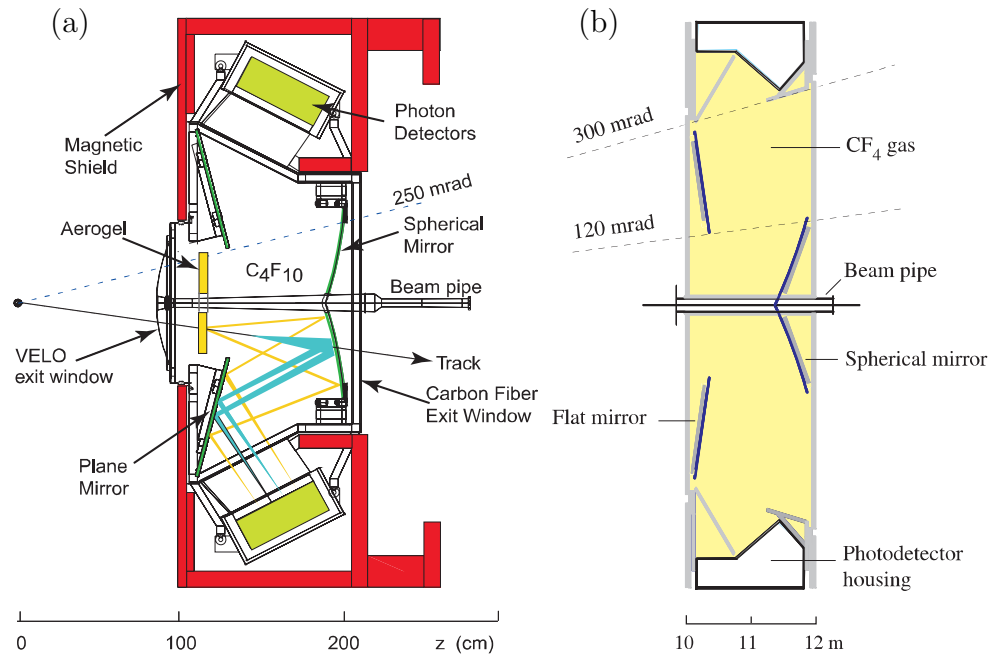 (a)
Magnetic
Shield
Photon
Detectors
250 mrad
Aerogel
Spherical
Mirror
C4F10
Beam pipe
VELO
exit window
Track
Carbon Fiber
Exit Window
Plane
Mirror
0
100
200
z (cm)
(b)
300 mrad
CF4 gas
120 mrad
Beam pipe
Spherical mirror
Flat mirror
Photodetector
housing
10
11
12 m